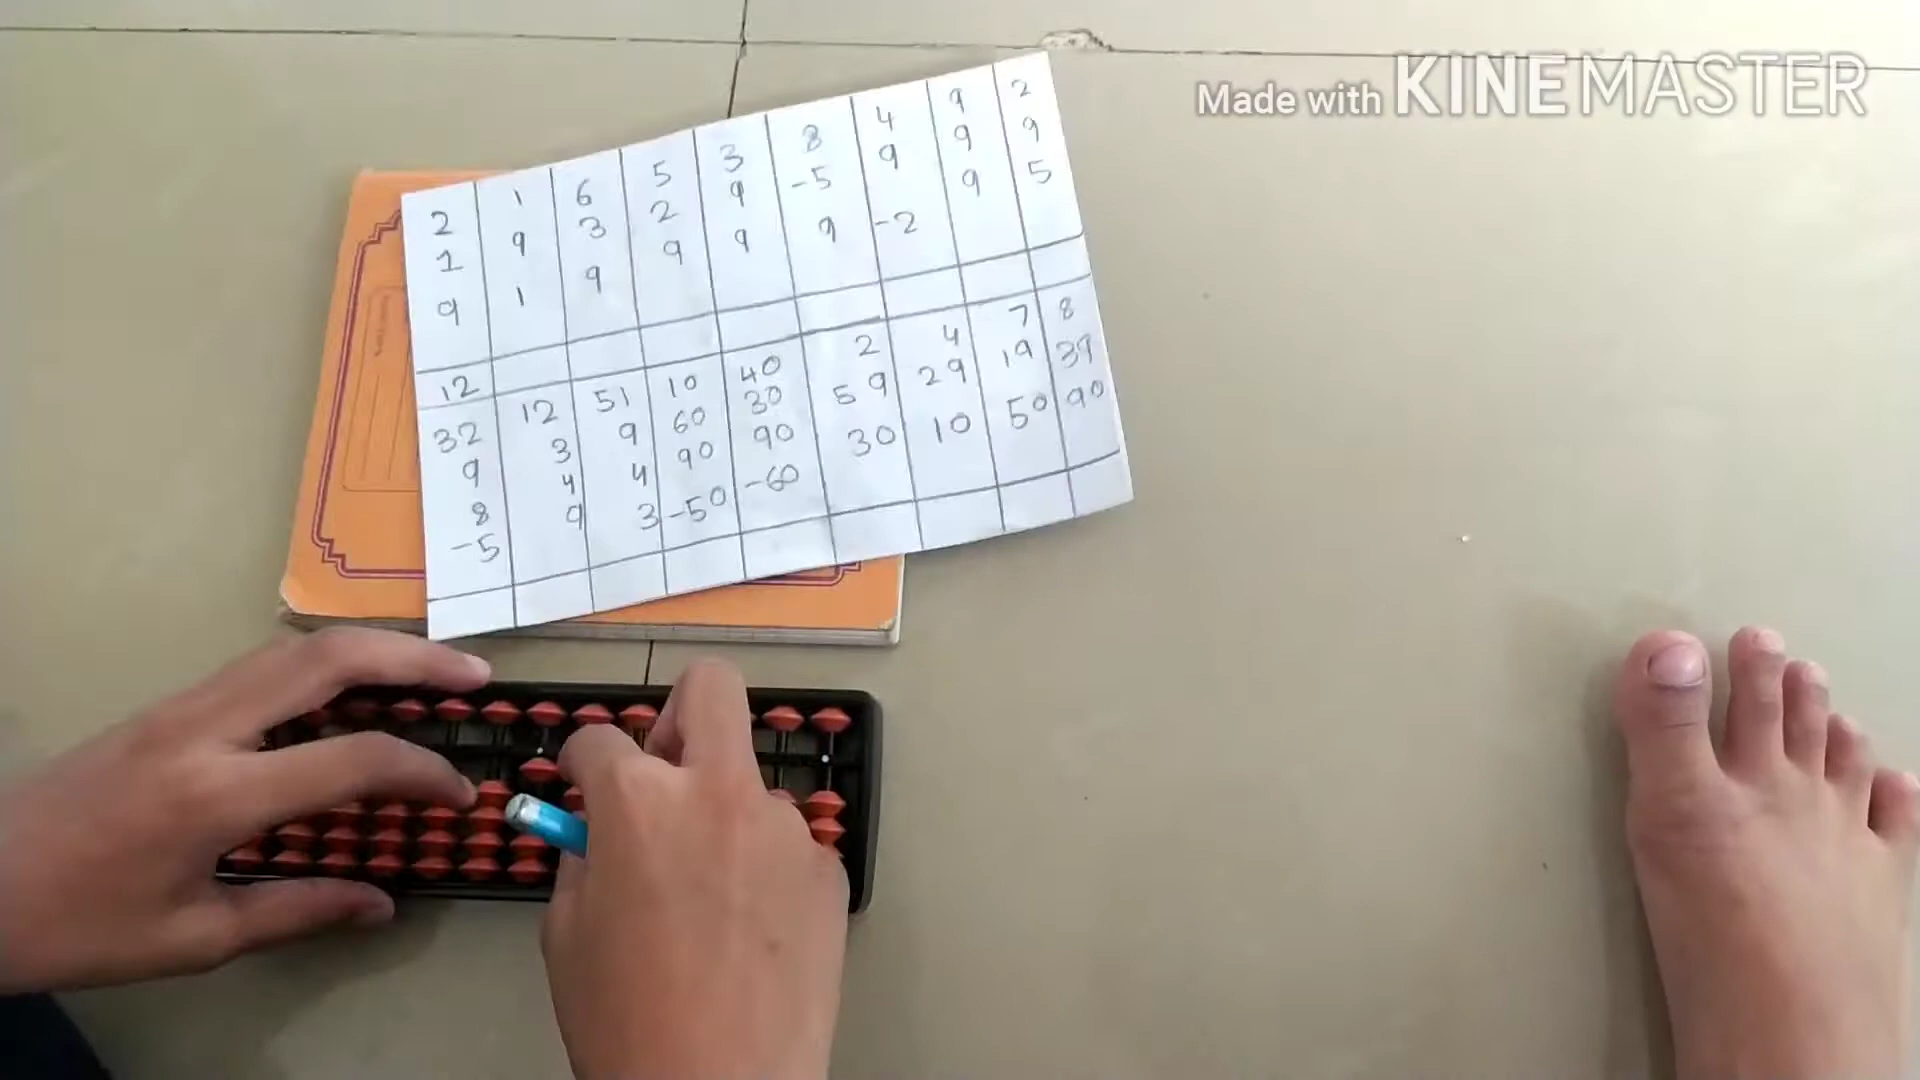 Made with KINEMASTER
2 1 6 5 3 8 4 9 2
1 9 3 2 9 -5 9 9 9
9 1 9 9 9 9 -2 9 5
12
32 12 51 10 40 2 4 7 8
9 3 9 60 30 59 29 19 39
8 4 4 90 90 30 10 50 90
-5 9 3 -50 -60